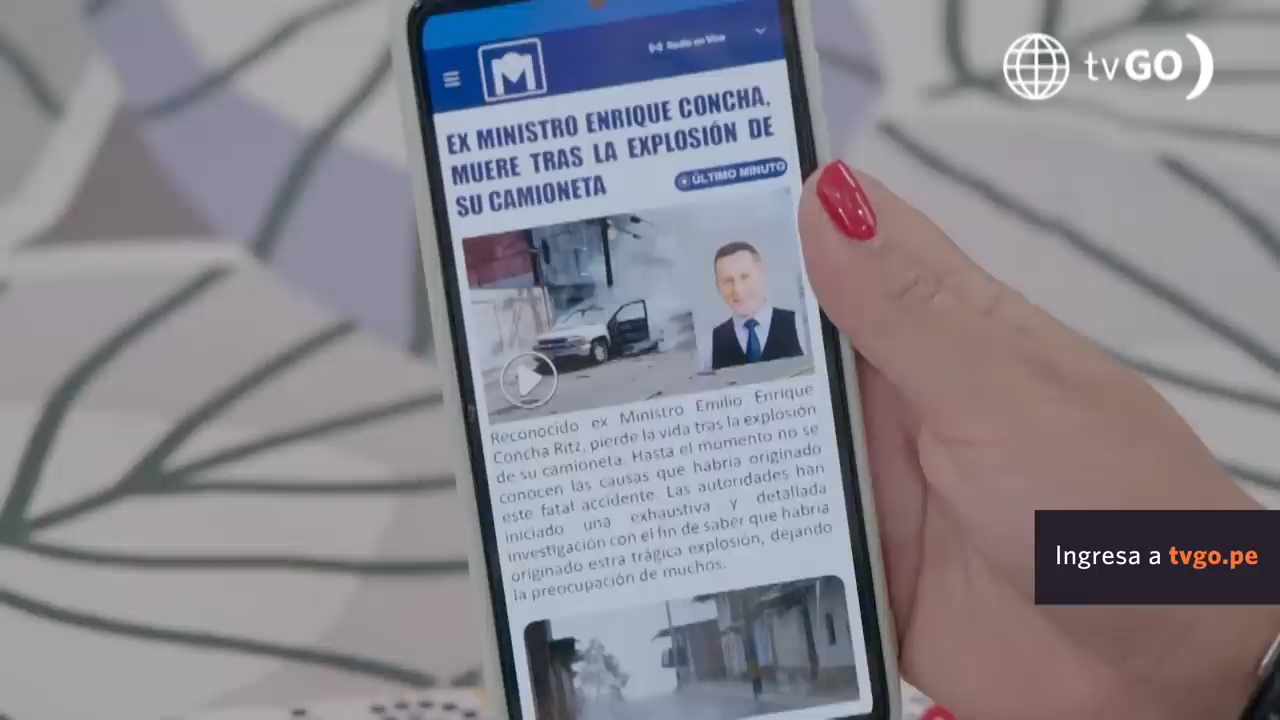 tvGO
M
Radio en Vivo
EX MINISTRO ENRIQUE CONCHA,
MUERE TRAS LA EXPLOSIÓN DE
SU CAMIONETA
ÚLTIMO MINUTO
Reconocido ex Ministro Emilio Enrique
Concha Ritz, pierde la vida tras la explosión
de su camioneta. Hasta el momento no se
conocen las causas que habría originado
este fatal accidente. Las autoridades han
iniciado una exhaustiva y detallada
investigación con el fin de saber que habría
originado estra trágica explosión, dejando
la preocupación de muchos.
Ingresa a tvgo.pe